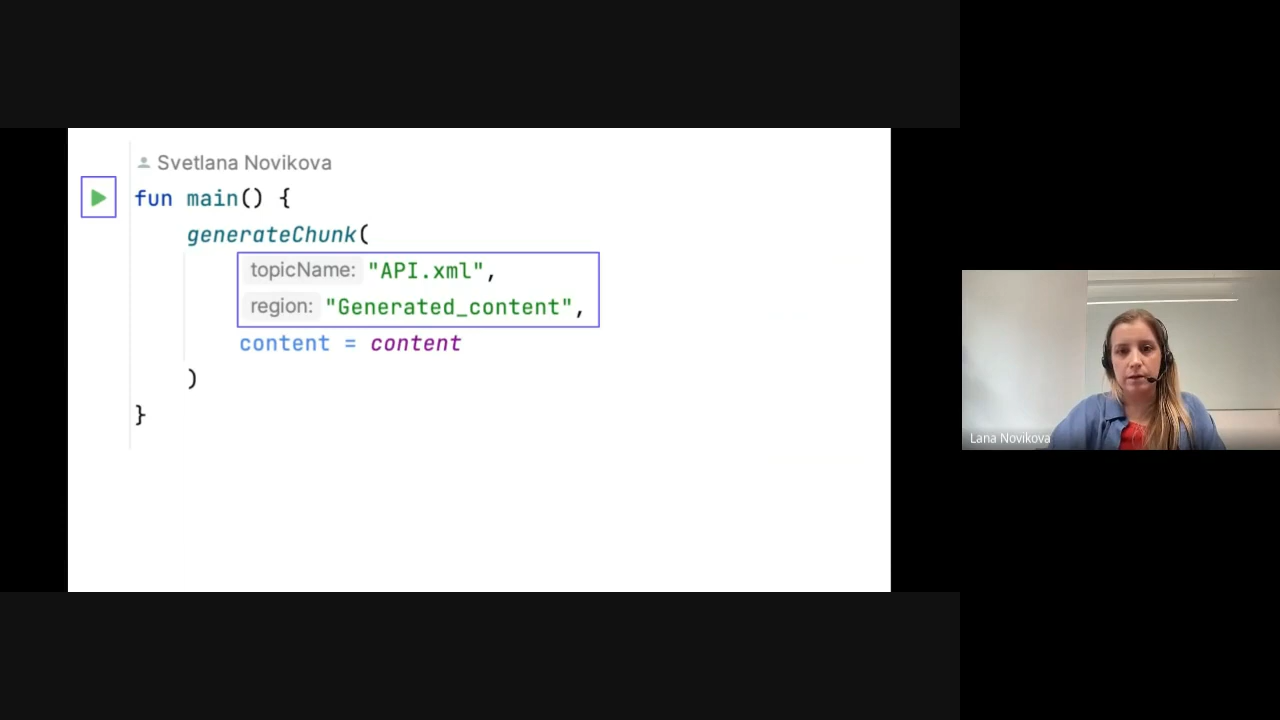 Svetlana Novikova
fun main() {
generateChunk(
topicName: "API.xml",
region: "Generated_content",
content = content
)
}
Lana Novikova